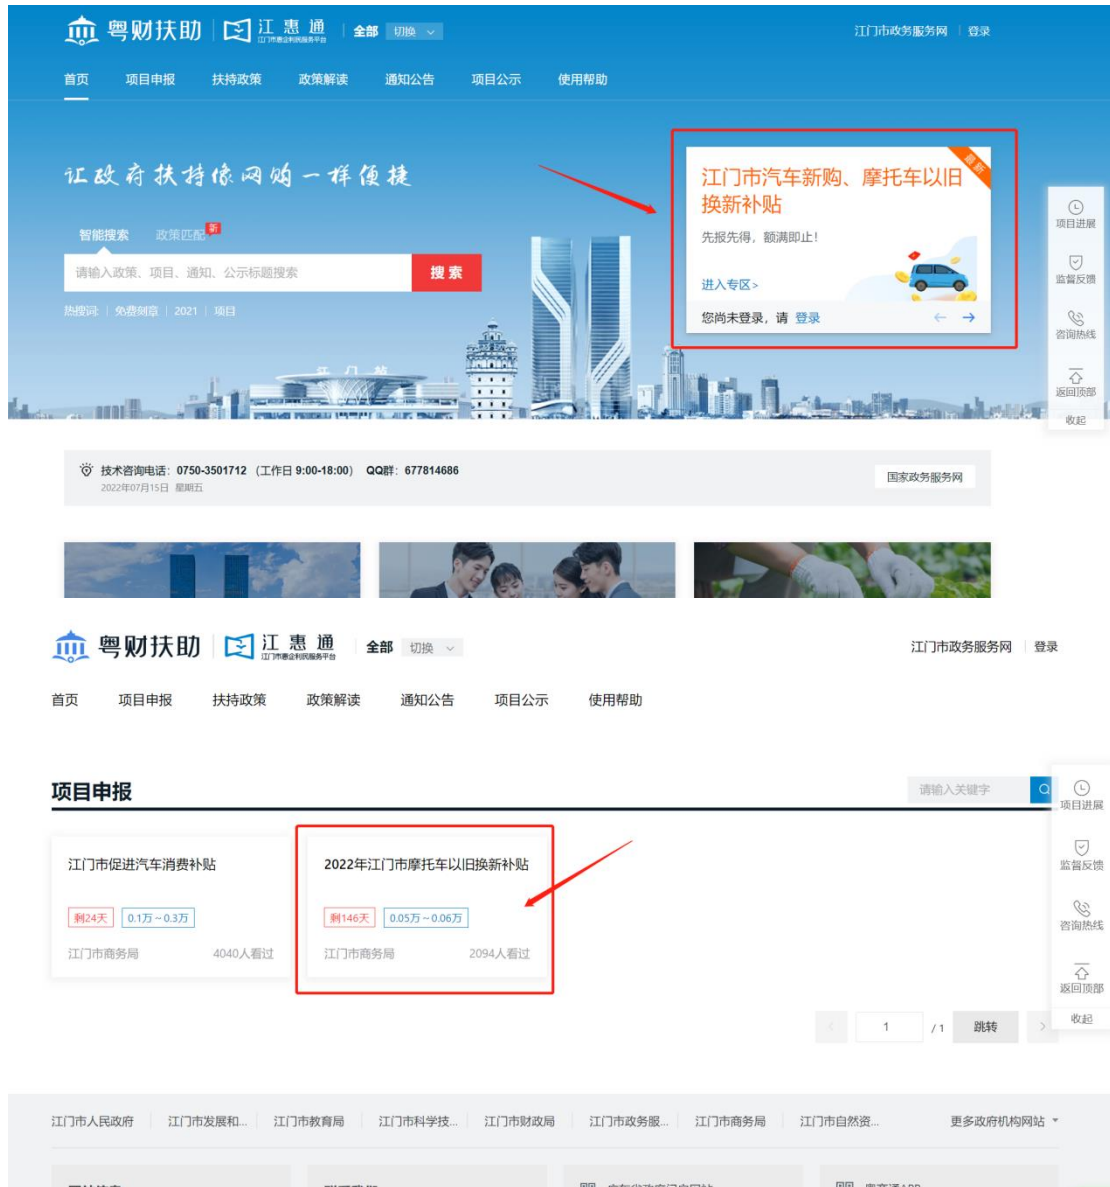 粤财扶助 江惠通 全部 切换 江门市政务服务网 登录
江门市惠企利民服务平台
首页 项目申报 扶持政策 政策解读 通知公告 项目公示 使用帮助
让政府扶持像网购一样便捷
最新
江门市汽车新购、摩托车以旧
换新补贴
先报先得，额满即止！
进入专区>
您尚未登录，请 登录
智能搜索 政策匹配 新
请输入政策、项目、通知、公示标题搜索 搜索
热搜词 免费刻章 2021 项目
江门站
项目进展
监督反馈
咨询热线
返回顶部
收起
技术咨询电话：0750-3501712 （工作日 9:00-18:00） QQ群：677814686
2022年07月15日 星期五
国家政务服务网
粤财扶助 江惠通 全部 切换 江门市政务服务网 登录
江门市惠企利民服务平台
首页 项目申报 扶持政策 政策解读 通知公告 项目公示 使用帮助
项目申报 请输入关键字
江门市促进汽车消费补贴
剩24天 0.1万～0.3万
江门市商务局 4040人看过
2022年江门市摩托车以旧换新补贴
剩146天 0.05万～0.06万
江门市商务局 2094人看过
项目进展
监督反馈
咨询热线
返回顶部
收起
< 1 / 1 跳转 >
江门市人民政府 江门市发展和... 江门市教育局 江门市科学技... 江门市财政局 江门市政务服... 江门市商务局 江门市自然资... 更多政府机构网站